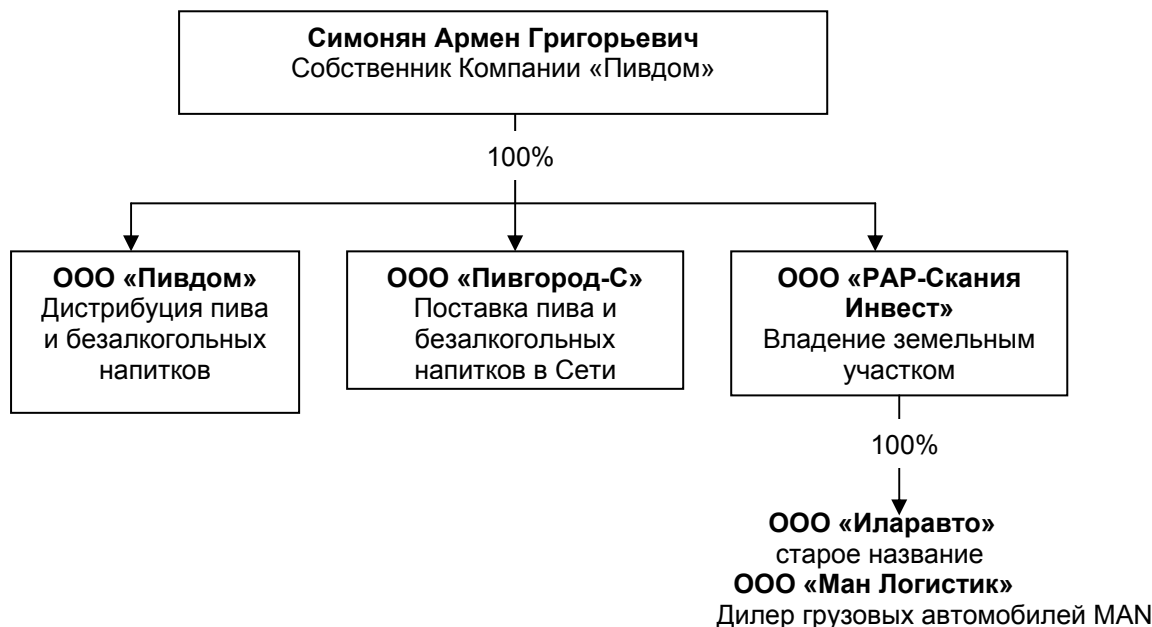 Симонян Армен Григорьевич
Собственник Компании «Пивдом»
100%
ООО «Пивдом»
Дистрибуция пива
и безалкогольных
напитков
ООО «Пивгород-С»
Поставка пива и
безалкогольных
напитков в Сети
ООО «РАР-Скания
Инвест»
Владение земельным
участком
100%
ООО «Иларавто»
старое название
ООО «Ман Логистик»
Дилер грузовых автомобилей MAN